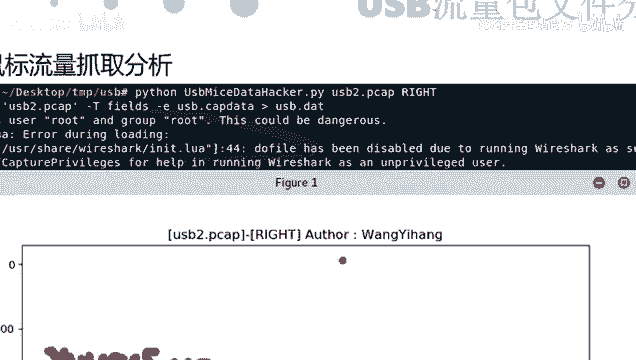 USB流量包文件分
鼠标流量抓取分析
~/Desktop/tmp/usb# python UsbMiceDataHacker.py usb2.pcap RIGHT
'usb2.pcap' -T fields -e usb.capdata > usb.dat
user "root" and group "root". This could be dangerous.
ua: Error during loading:
/usr/share/wireshark/init.lua"]:44: dofile has been disabled due to running Wireshark as su
CapturePrivileges for help in running Wireshark as an unprivileged user.
Figure 1
[usb2.pcap]-[RIGHT] Author : WangYihang
0
00